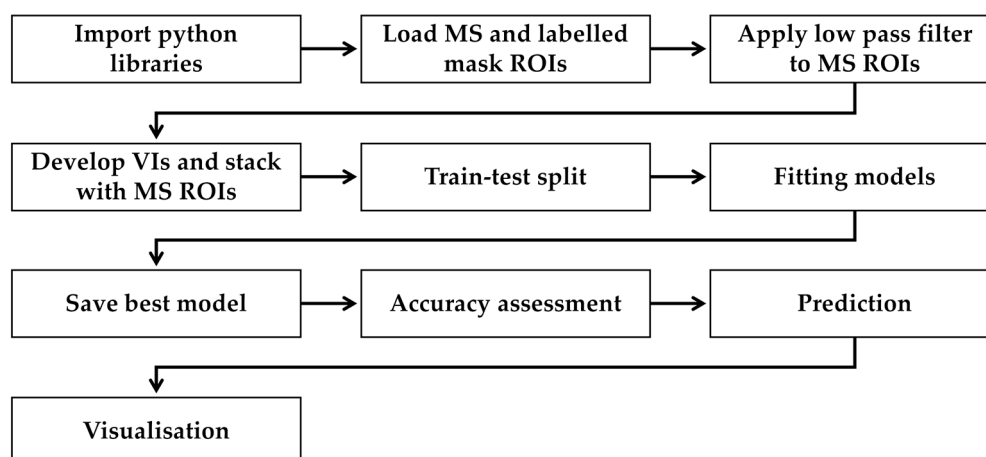 Import python
libraries
Load MS and labelled
mask ROIs
Apply low pass filter
to MS ROIs
Develop VIs and stack
with MS ROIs
Train-test split
Fitting models
Save best model
Accuracy assessment
Prediction
Visualisation